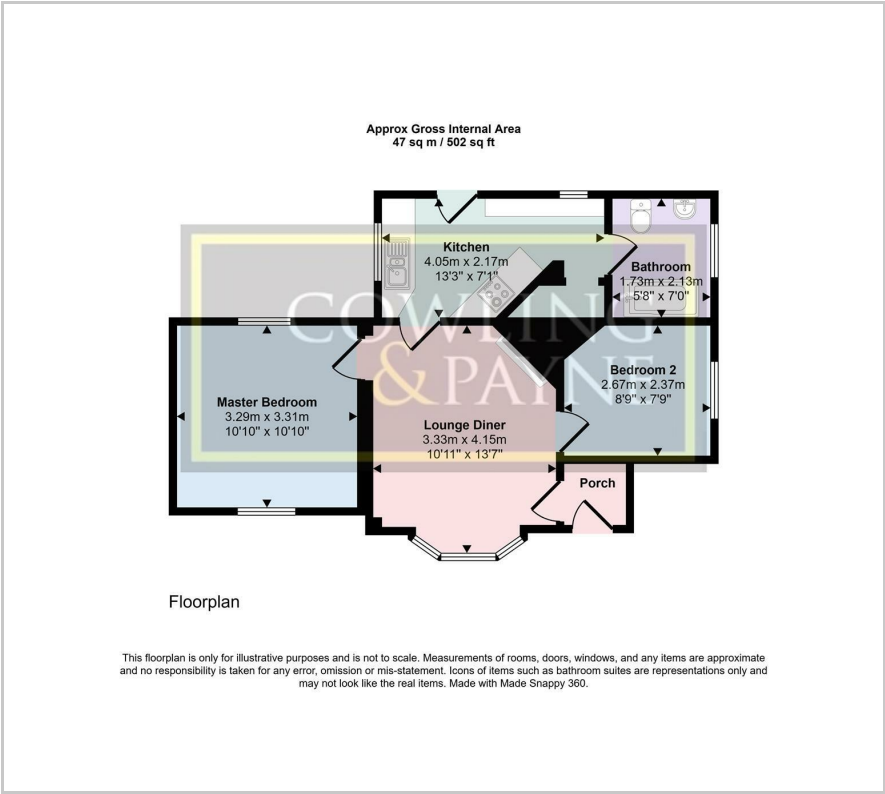 Approx Gross Internal Area
47 sq m / 502 sq ft
Kitchen
4.05m x 2.17m
13'3" x 7'1"
Bathroom
1.73m x 2.13m
5'8" x 7'0"
COWLING
& PAYNE
Master Bedroom
3.29m x 3.31m
10'10" x 10'10"
Bedroom 2
2.67m x 2.37m
8'9" x 7'9"
Lounge Diner
3.33m x 4.15m
10'11" x 13'7"
Porch
Floorplan
This floorplan is only for illustrative purposes and is not to scale. Measurements of rooms, doors, windows, and any items are approximate
and no responsibility is taken for any error, omission or mis-statement. Icons of items such as bathroom suites are representations only and
may not look like the real items. Made with Made Snappy 360.